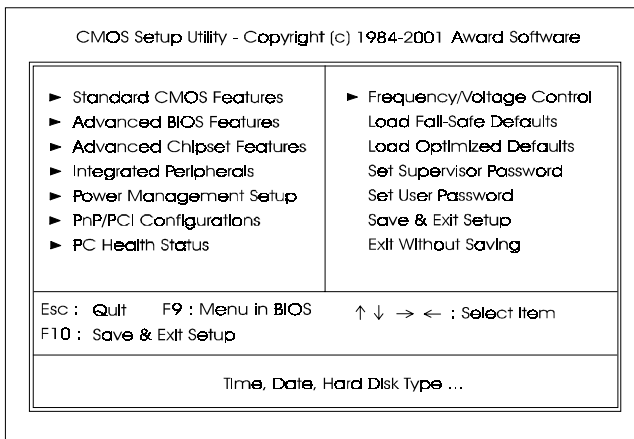 CMOS Setup Utility - Copyright (c) 1984-2001 Award Software
► Standard CMOS Features
► Advanced BIOS Features
► Advanced Chipset Features
► Integrated Peripherals
► Power Management Setup
► PnP/PCI Configurations
► PC Health Status
► Frequency/Voltage Control
Load Fail-Safe Defaults
Load Optimized Defaults
Set Supervisor Password
Set User Password
Save & Exit Setup
Exit Without Saving
Esc : Quit F9 : Menu in BIOS ↑ ↓ → ← : Select Item
F10 : Save & Exit Setup
Time, Date, Hard Disk Type ...